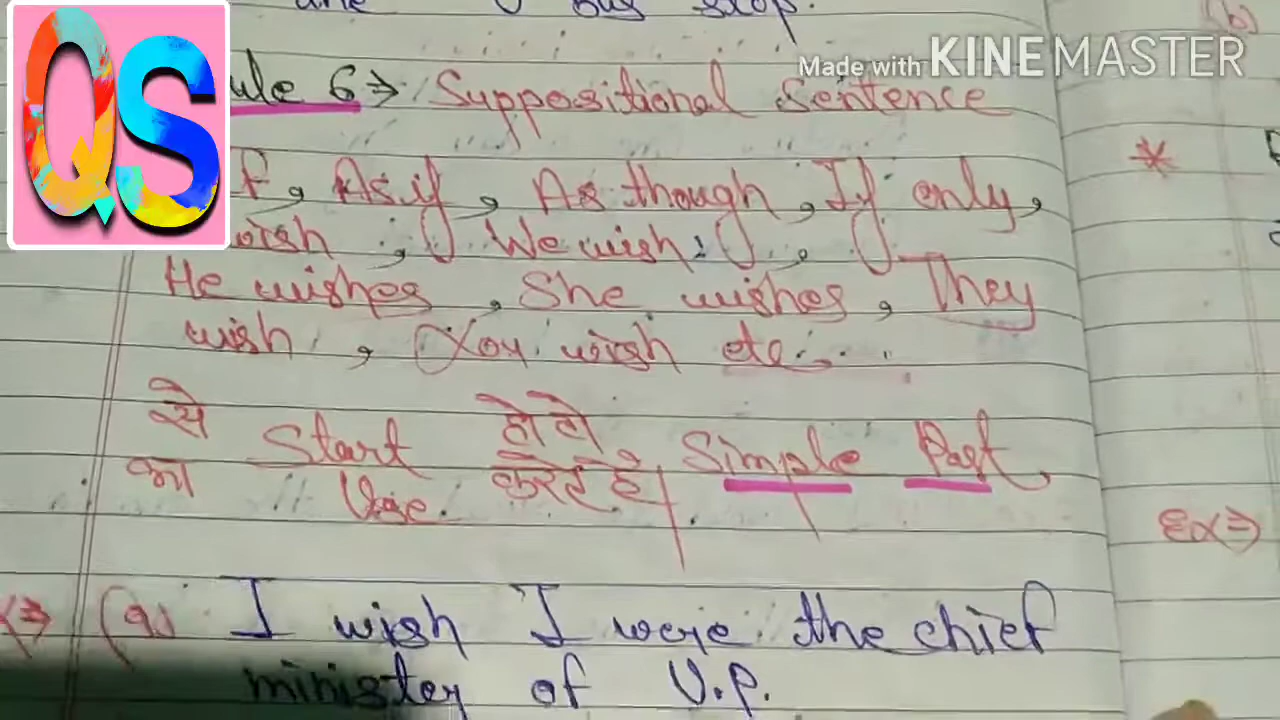 bus stop.
(b)
Made with KINEMASTER
QS
ule 6⇒ Suppositional Sentence
f, As if, As though, If only,
wish, We wish,
He wishes, She wishes, They
wish, You wish etc....
से Start हो तो Simple Past
का Use करते है।
Ex⇒
(a) I wish I were the chief
minister of U.P.